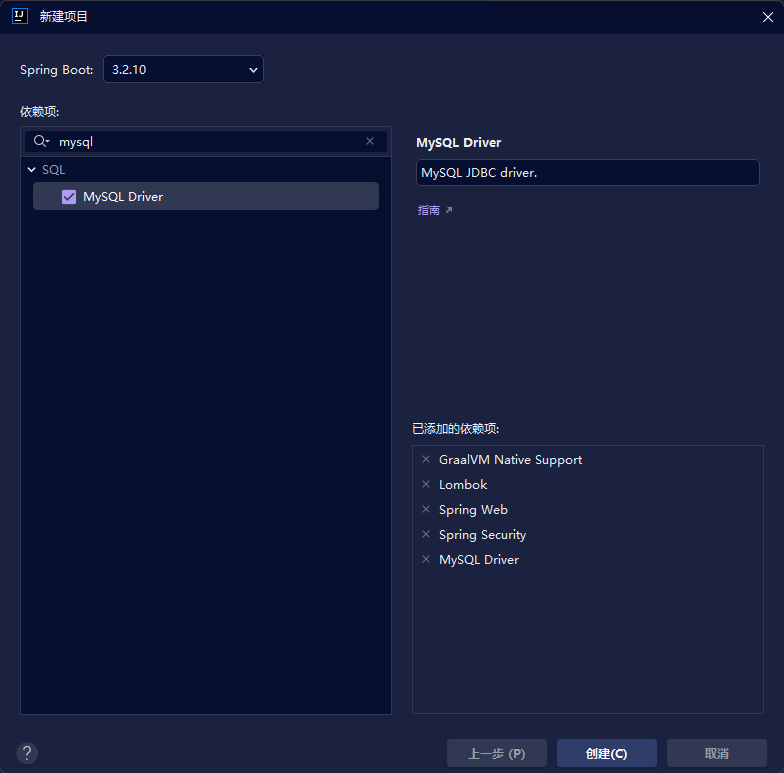 新建项目
Spring Boot:
3.2.10
依赖项:
mysql
SQL
MySQL Driver
MySQL Driver
MySQL JDBC driver.
指南
已添加的依赖项:
GraalVM Native Support
Lombok
Spring Web
Spring Security
MySQL Driver
?
上一步 (P)
创建(C)
取消